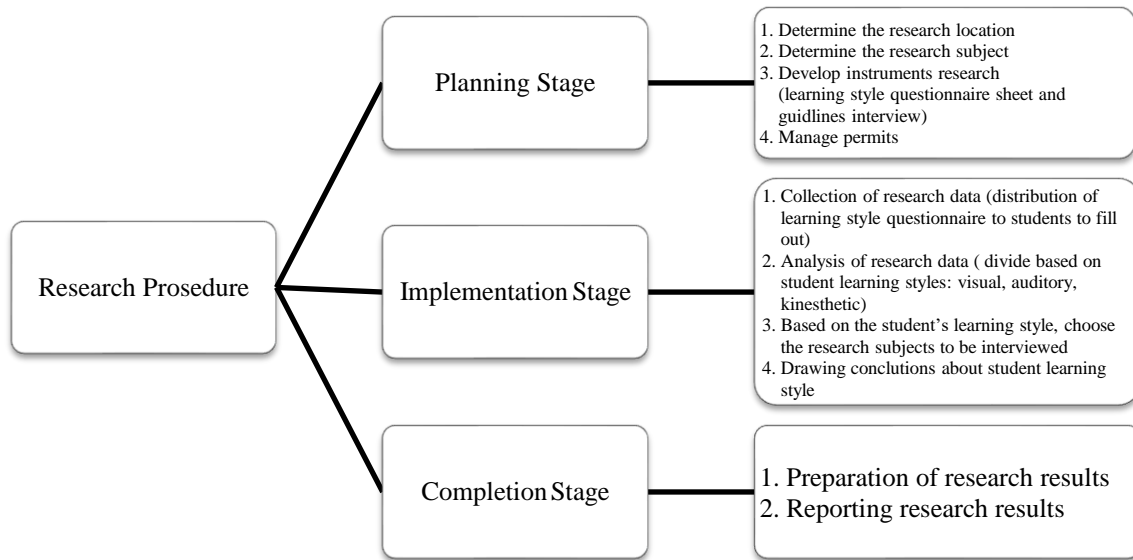 Research Prosedure
Planning Stage
1. Determine the research location
2. Determine the research subject
3. Develop instruments research
(learning style questionnaire sheet and
guidlines interview)
4. Manage permits
Implementation Stage
1. Collection of research data (distribution of
learning style questionnaire to students to fill
out)
2. Analysis of research data ( divide based on
student learning styles: visual, auditory,
kinesthetic)
3. Based on the student’s learning style, choose
the research subjects to be interviewed
4. Drawing conclutions about student learning
style
Completion Stage
1. Preparation of research results
2. Reporting research results